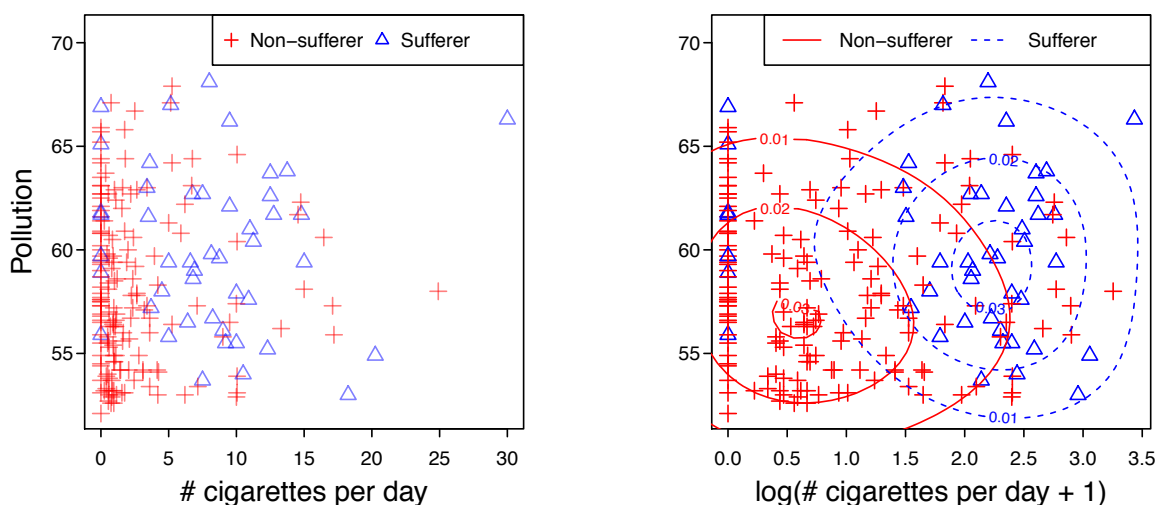 Non−sufferer Sufferer
70
65
60
55
Pollution
0 5 10 15 20 25 30
# cigarettes per day
Non−sufferer Sufferer
70
65
60
55
0.01
0.02
0.02
0.03
0.03
0.01
0.0 0.5 1.0 1.5 2.0 2.5 3.0 3.5
log(# cigarettes per day + 1)